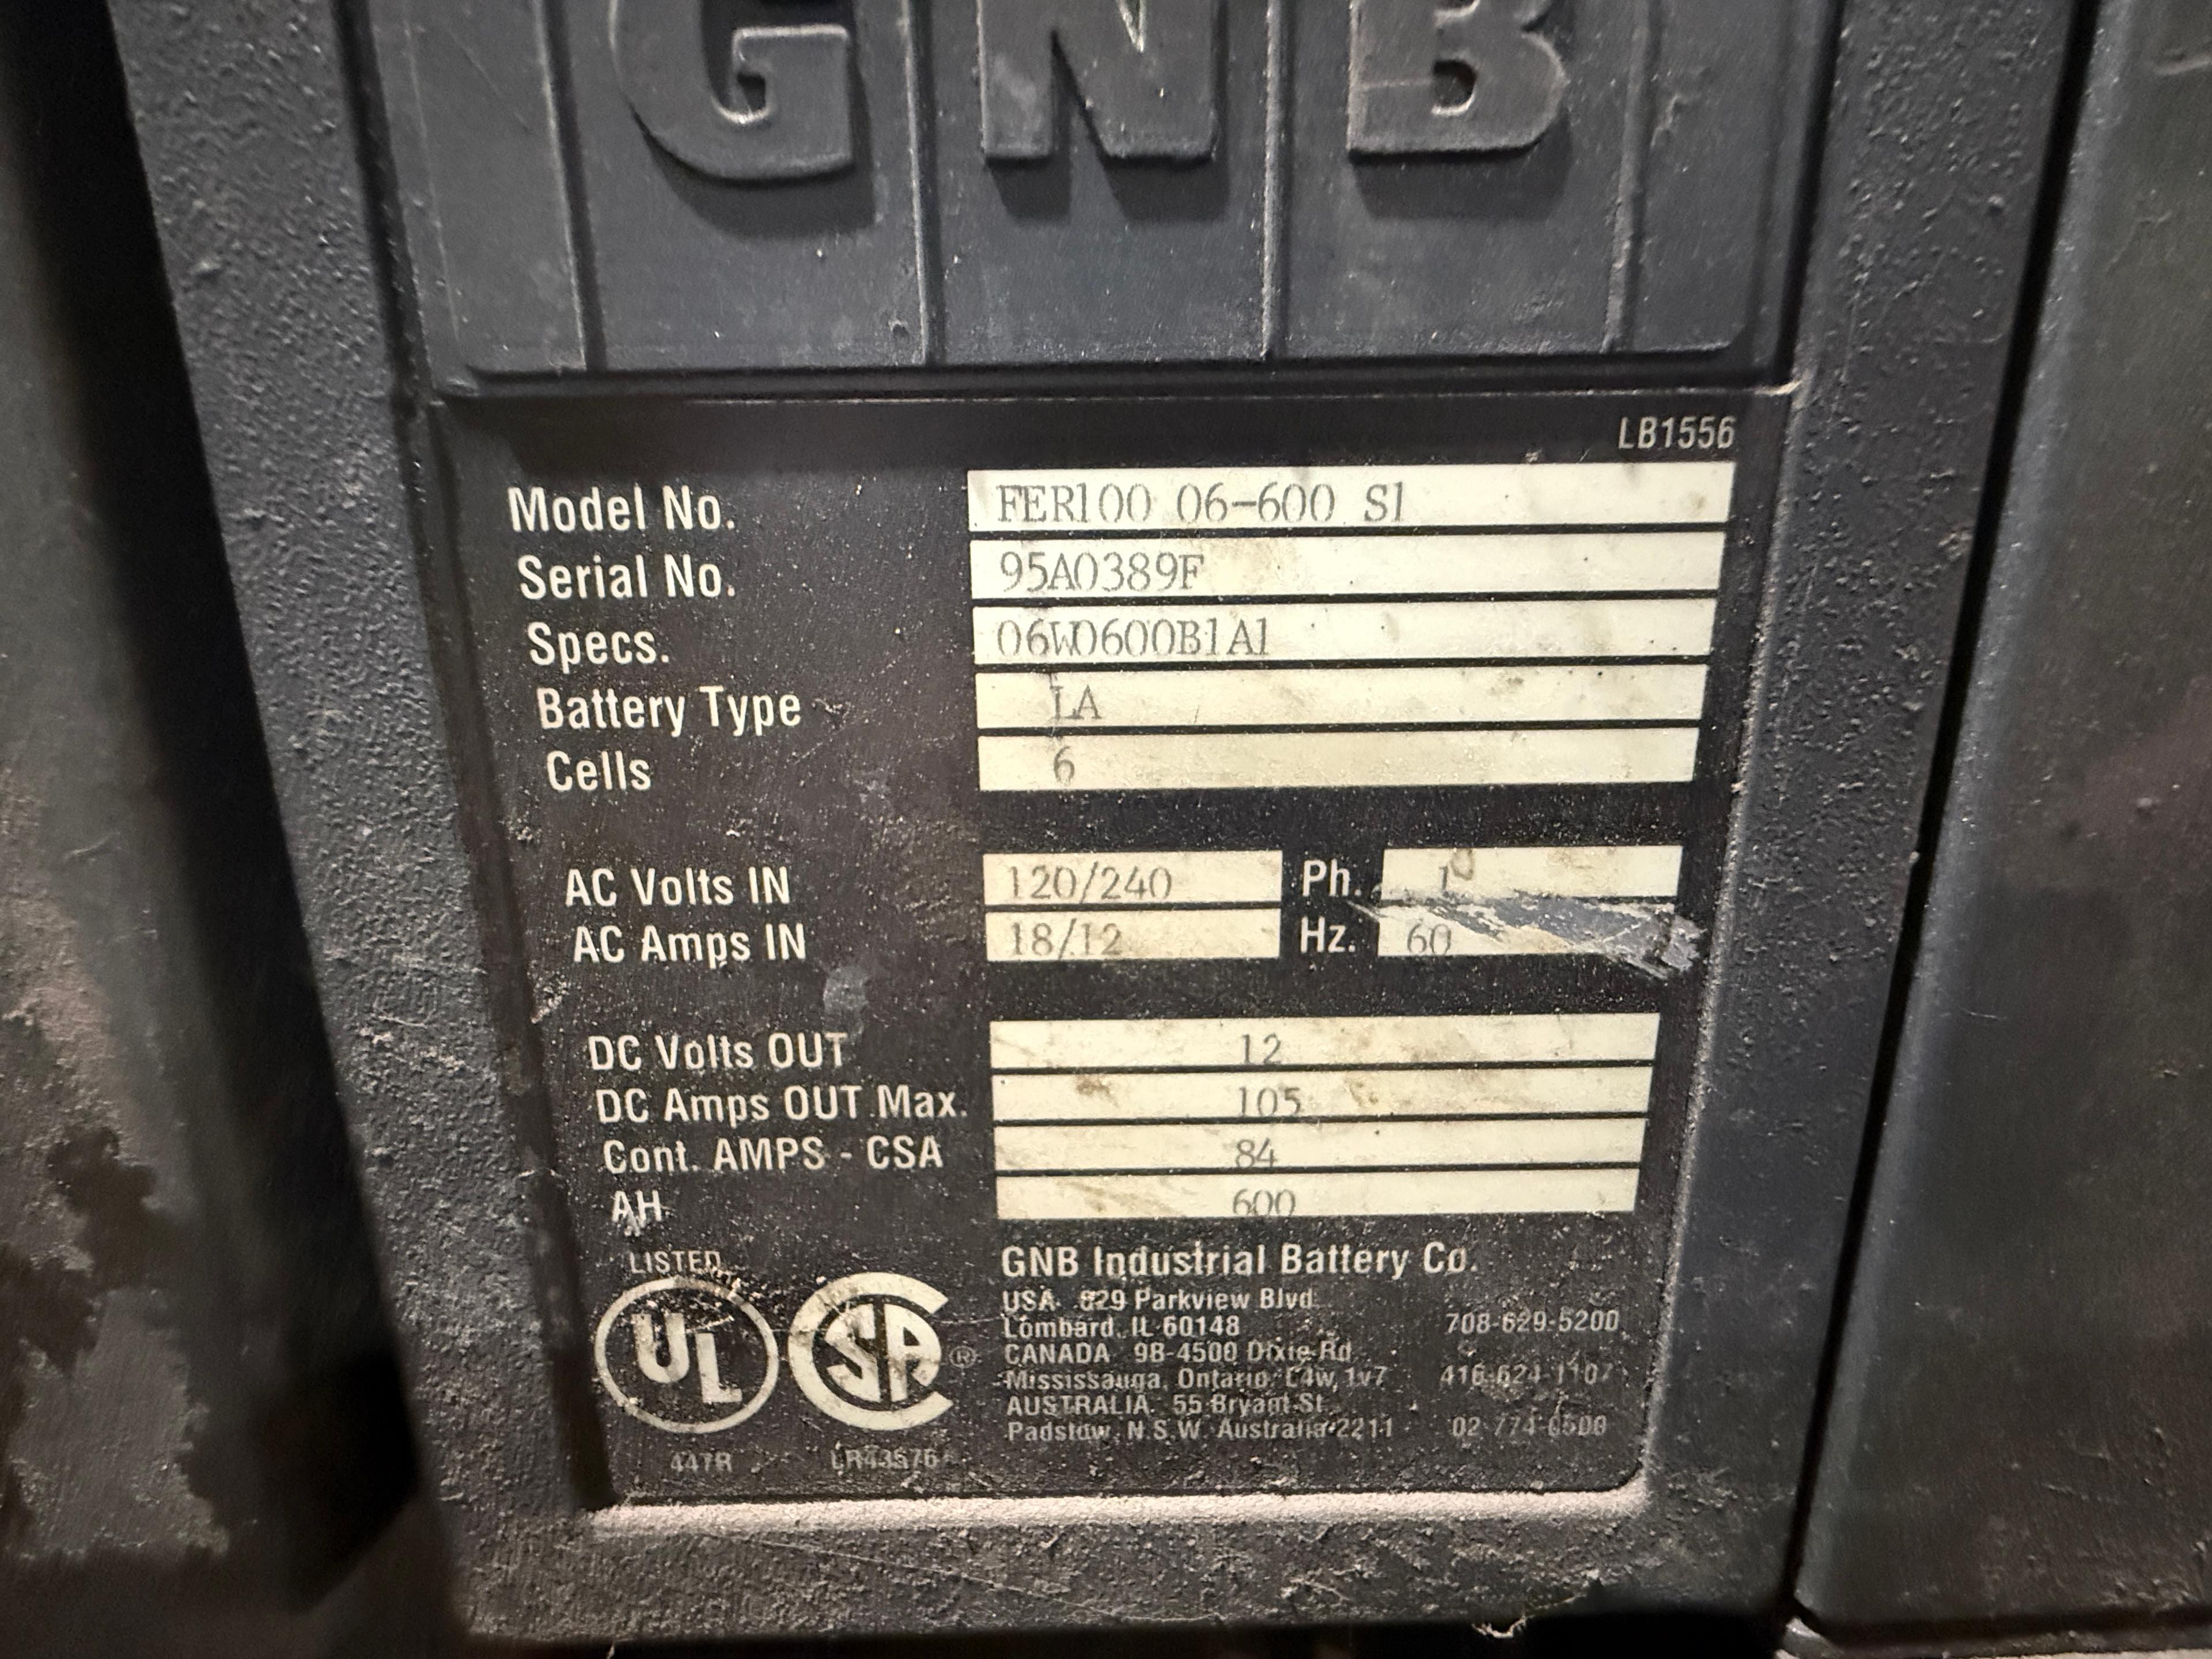 GNB
LB1556
Model No. FER100 06-600 S1
Serial No. 95A0389F
Specs. 06W0600B1A1
Battery Type LA
Cells 6
AC Volts IN 120/240 Ph. 1
AC Amps IN 18/12 Hz. 60
DC Volts OUT 12
DC Amps OUT Max. 105
Cont. AMPS - CSA 84
AH 600
LISTED
UL
SA ®
447R
GNB Industrial Battery Co.
USA 829 Parkview Blvd
Lombard, IL 60148 708-629-5200
CANADA 9B-4500 Dixie Rd
Mississauga, Ontario, L4w, 1v7
AUSTRALIA 55 Bryant St.
Padstow, N.S.W. Australia 2211